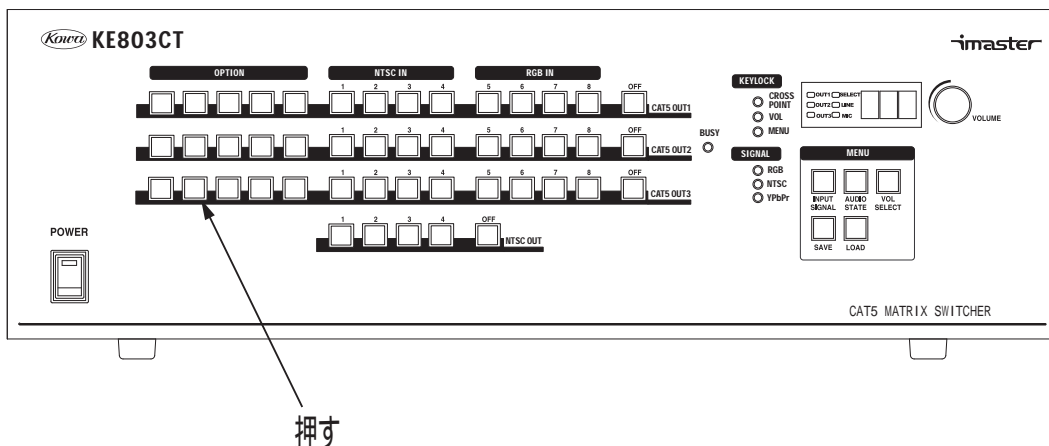 Kowa KE803CT
imaster
OPTION NTSC IN RGB IN
1 2 3 4 5 6 7 8 OFF
CAT5 OUT1
1 2 3 4 5 6 7 8 OFF
CAT5 OUT2
1 2 3 4 5 6 7 8 OFF
CAT5 OUT3
1 2 3 4 OFF
NTSC OUT
BUSY
KEYLOCK
CROSS
POINT
VOL
MENU
SIGNAL
RGB
NTSC
YPbPr
OUT1 SELECT
OUT2 LINE
OUT3 MIC
VOLUME
MENU
INPUT
SIGNAL
AUDIO
STATE
VOL
SELECT
SAVE LOAD
POWER
CAT5 MATRIX SWITCHER
押す